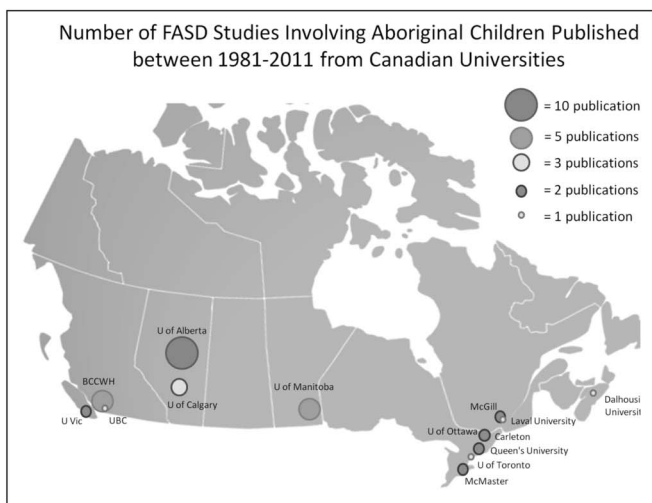 Number of FASD Studies Involving Aboriginal Children Published
between 1981-2011 from Canadian Universities
= 10 publication
= 5 publications
= 3 publications
= 2 publications
= 1 publication
U of Alberta
U of Calgary
BCCWH
U Vic
UBC
U of Manitoba
McGill
Laval University
U of Ottawa
Carleton
Queen's University
U of Toronto
McMaster
Dalhousi
Universit